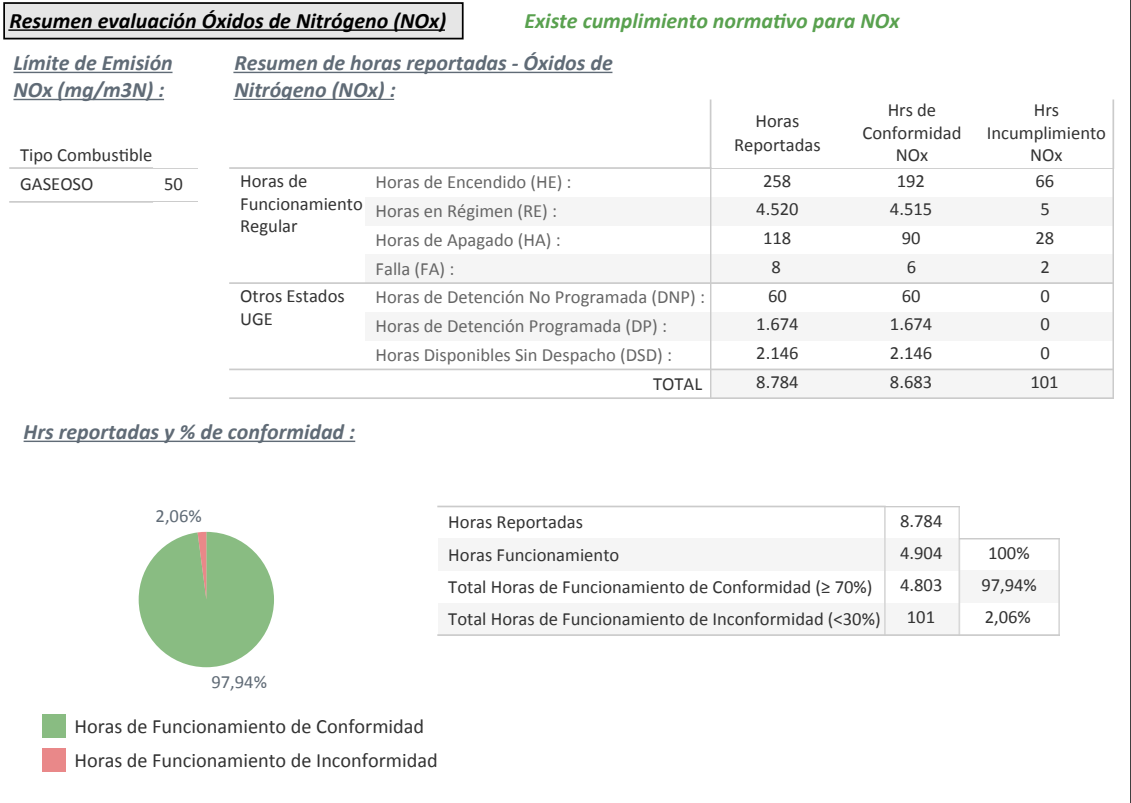 Resumen evaluación Óxidos de Nitrógeno (NOx)
Existe cumplimiento normativo para NOx
Límite de Emisión
NOx (mg/m3N) :
Tipo Combustible
GASEOSO 50
Resumen de horas reportadas - Óxidos de
Nitrógeno (NOx) :
Horas
Reportadas
Hrs de
Conformidad
NOx
Hrs
Incumplimiento
NOx
Horas de
Funcionamiento
Regular
Horas de Encendido (HE) : 258 192 66
Horas en Régimen (RE) : 4.520 4.515 5
Horas de Apagado (HA) : 118 90 28
Falla (FA) : 8 6 2
Otros Estados
UGE
Horas de Detención No Programada (DNP) : 60 60 0
Horas de Detención Programada (DP) : 1.674 1.674 0
Horas Disponibles Sin Despacho (DSD) : 2.146 2.146 0
TOTAL 8.784 8.683 101
Hrs reportadas y % de conformidad :
2,06%
97,94%
Horas de Funcionamiento de Conformidad
Horas de Funcionamiento de Inconformidad
Horas Reportadas 8.784
Horas Funcionamiento 4.904 100%
Total Horas de Funcionamiento de Conformidad (≥ 70%) 4.803 97,94%
Total Horas de Funcionamiento de Inconformidad (<30%) 101 2,06%